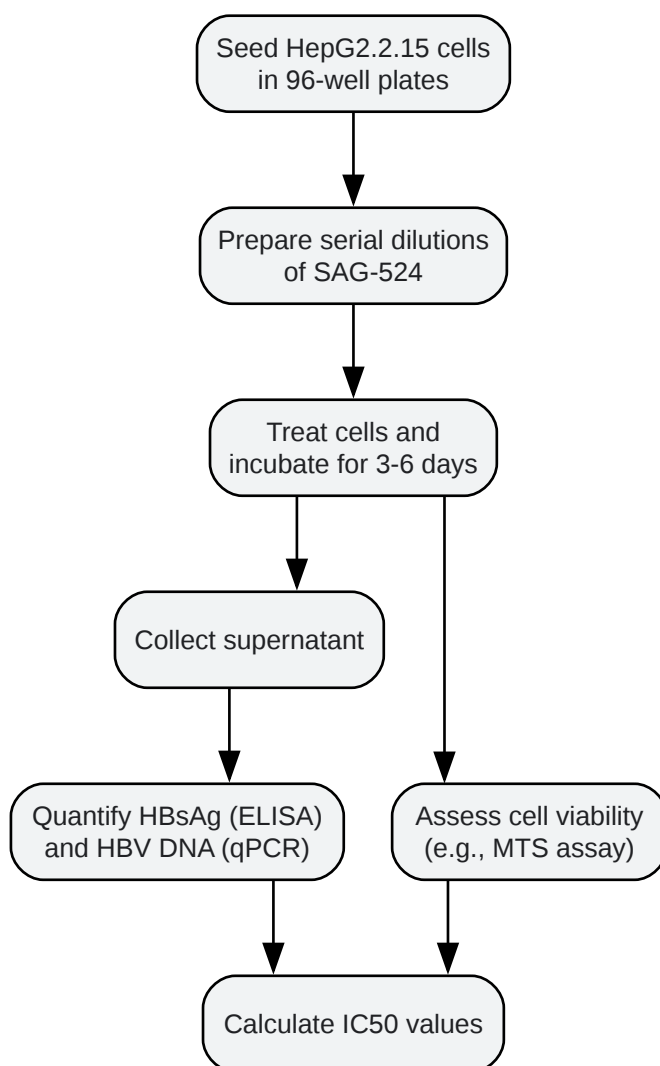 Seed HepG2.2.15 cells
in 96-well plates
Prepare serial dilutions
of SAG-524
Treat cells and
incubate for 3-6 days
Collect supernatant
Quantify HBsAg (ELISA)
and HBV DNA (qPCR)
Assess cell viability
(e.g., MTS assay)
Calculate IC50 values